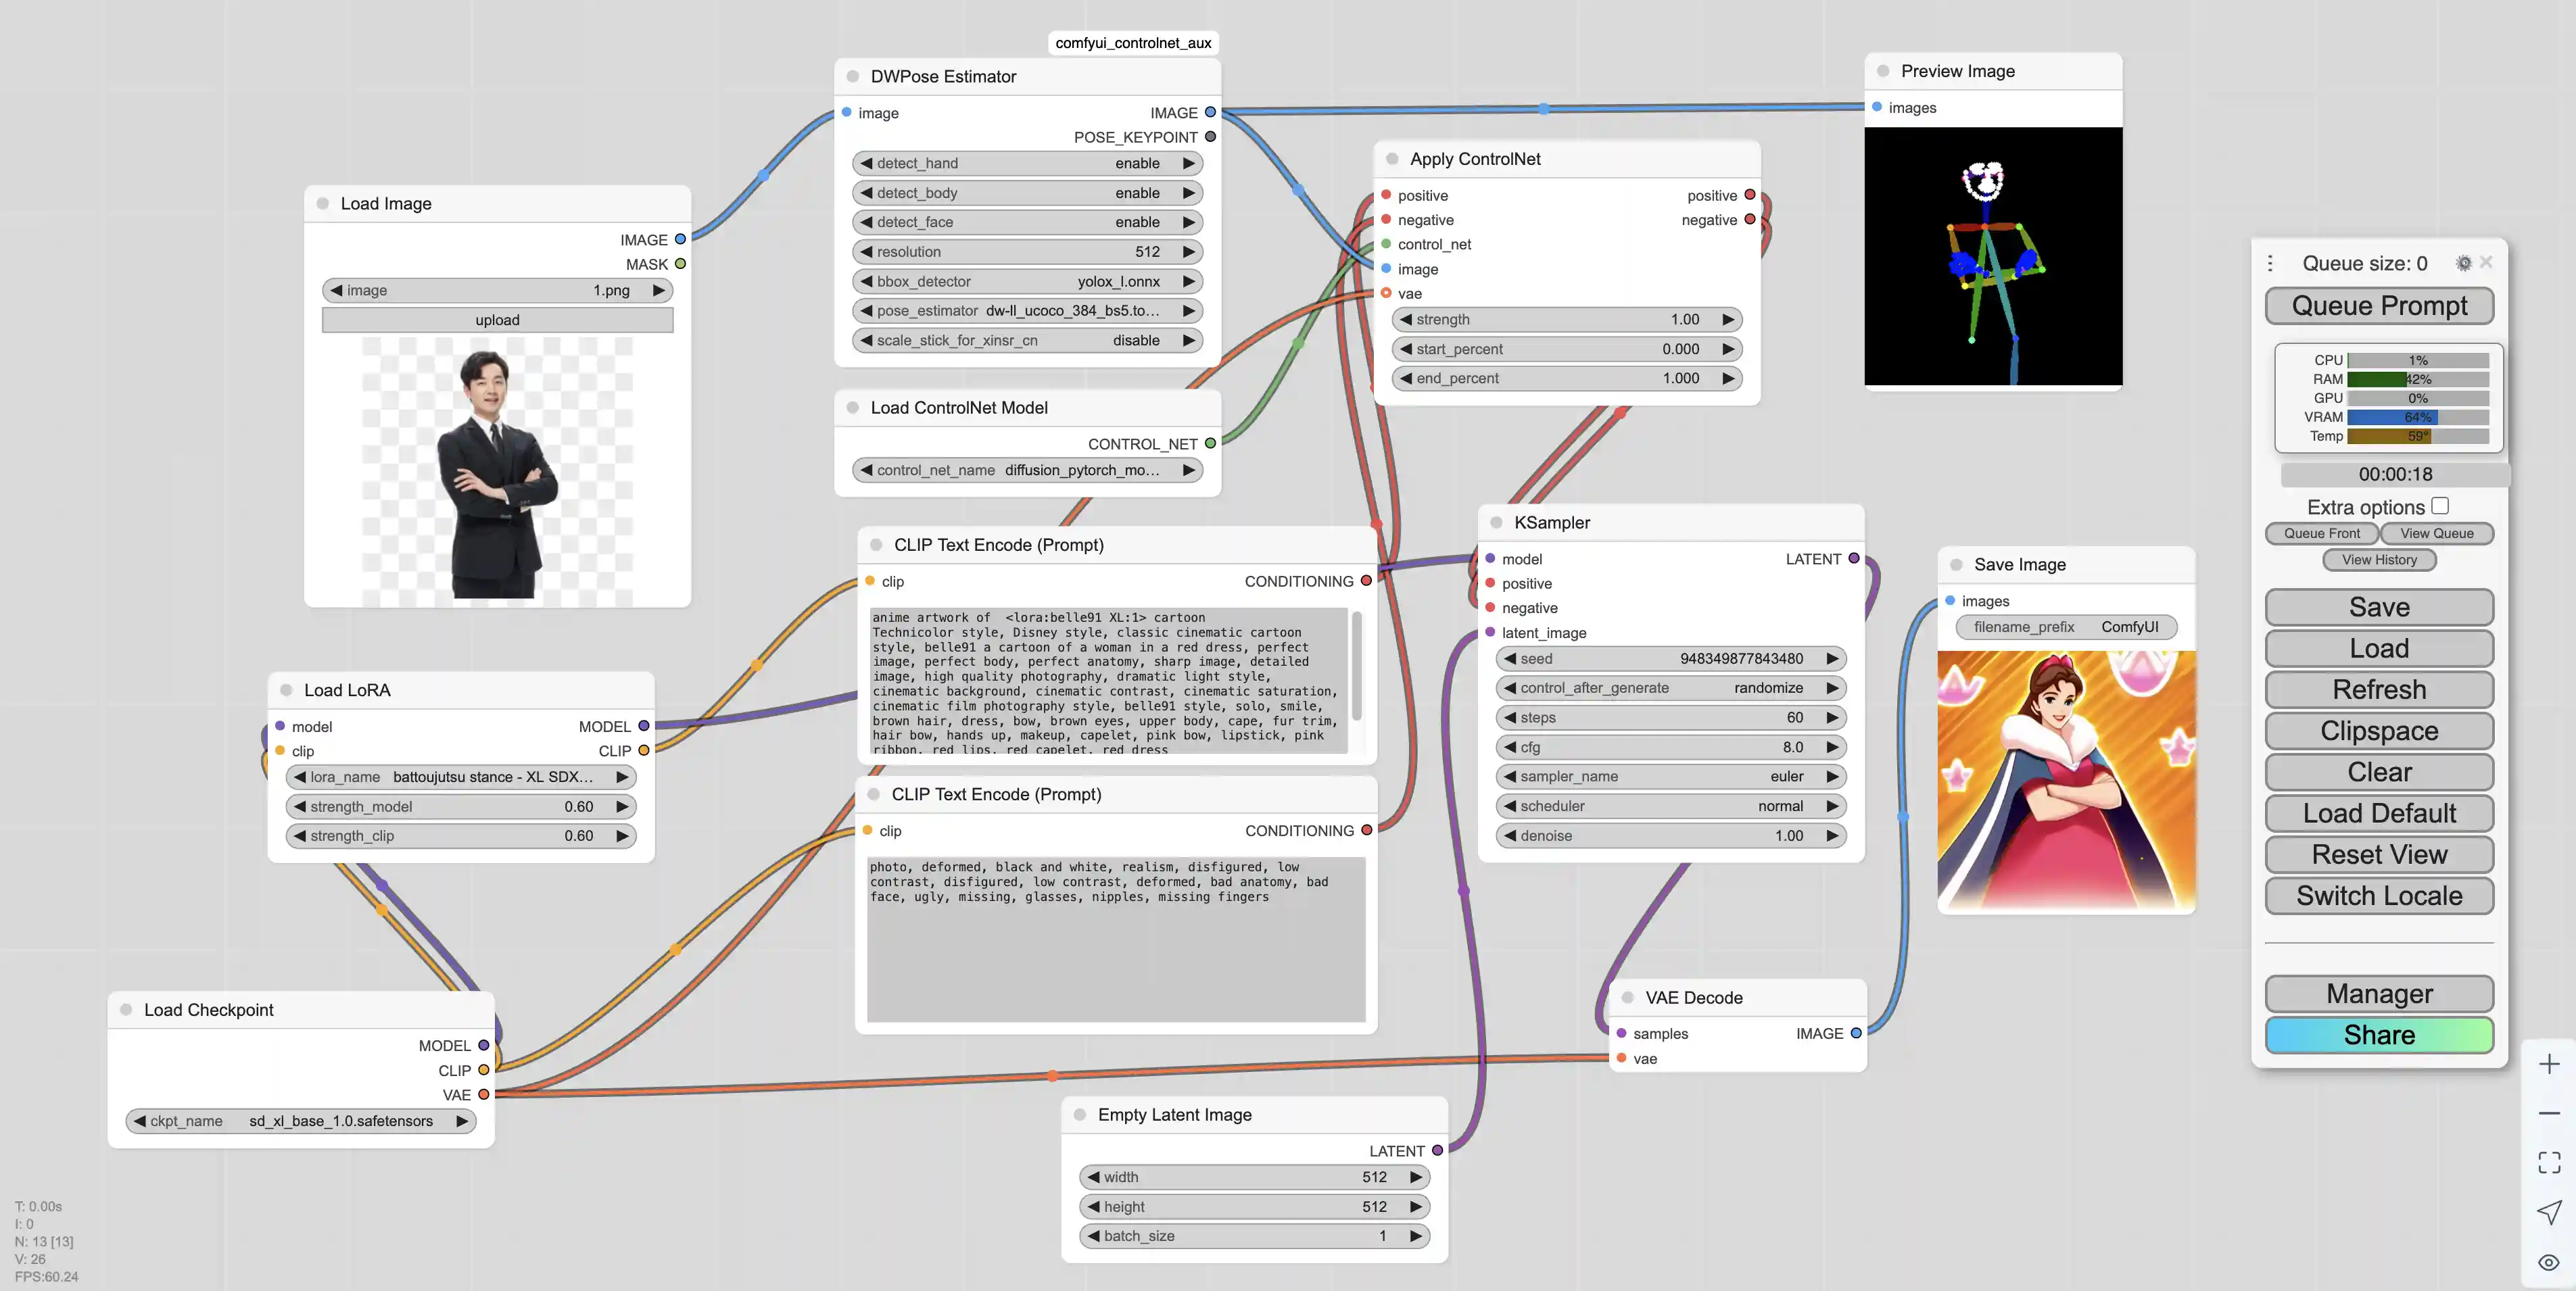 comfyui_controlnet_aux
DWPose Estimator
image IMAGE
POSE_KEYPOINT
detect_hand enable
detect_body enable
detect_face enable
resolution 512
bbox_detector yolox_l.onnx
pose_estimator dw-ll_ucoco_384_bs5.to...
scale_stick_for_xinsr_cn disable
Preview Image
images
Load Image
IMAGE
MASK
image 1.png
upload
Apply ControlNet
positive positive
negative negative
control_net
image
vae
strength 1.00
start_percent 0.000
end_percent 1.000
Load ControlNet Model
CONTROL_NET
control_net_name diffusion_pytorch_mo...
CLIP Text Encode (Prompt)
clip CONDITIONING
anime artwork of <lora:belle91 XL:1> cartoon
Technicolor style, Disney style, classic cinematic cartoon
style, belle91 a cartoon of a woman in a red dress, perfect
image, perfect body, perfect anatomy, sharp image, detailed
image, high quality photography, dramatic light style,
cinematic background, cinematic contrast, cinematic saturation,
cinematic film photography style, belle91 style, solo, smile,
brown hair, dress, bow, brown eyes, upper body, cape, fur trim,
hair bow, hands up, makeup, capelet, pink bow, lipstick, pink
ribbon, red lips, red capelet, red dress
KSampler
model LATENT
positive
negative
latent_image
seed 948349877843480
control_after_generate randomize
steps 60
cfg 8.0
sampler_name euler
scheduler normal
denoise 1.00
Save Image
images
filename_prefix ComfyUI
Load LoRA
model MODEL
clip CLIP
lora_name battoujutsu stance - XL SDX...
strength_model 0.60
strength_clip 0.60
CLIP Text Encode (Prompt)
clip CONDITIONING
photo, deformed, black and white, realism, disfigured, low
contrast, disfigured, low contrast, deformed, bad anatomy, bad
face, ugly, missing, glasses, nipples, missing fingers
Load Checkpoint
MODEL
CLIP
VAE
ckpt_name sd_xl_base_1.0.safetensors
VAE Decode
samples IMAGE
vae
Empty Latent Image
LATENT
width 512
height 512
batch_size 1
Queue size: 0
Queue Prompt
CPU 1%
RAM 42%
GPU 0%
VRAM 64%
Temp 59°
00:00:18
Extra options
Queue Front View Queue
View History
Save
Load
Refresh
Clipspace
Clear
Load Default
Reset View
Switch Locale
Manager
Share
T: 0.00s
I: 0
N: 13 [13]
V: 26
FPS:60.24